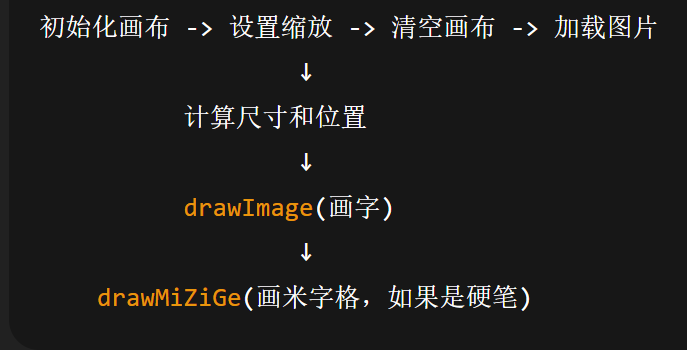 初始化画布 -> 设置缩放 -> 清空画布 -> 加载图片
↓
计算尺寸和位置
↓
drawImage(画字)
↓
drawMiZiGe(画米字格，如果是硬笔)